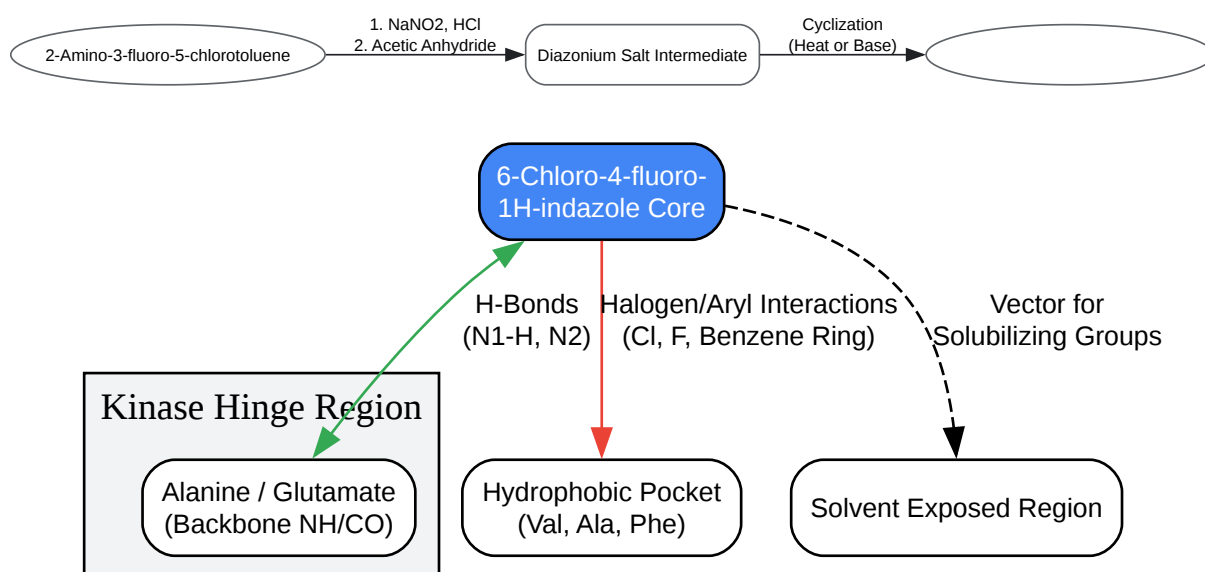 2-Amino-3-fluoro-5-chlorotoluene
1. NaNO2, HCl
2. Acetic Anhydride
Diazonium Salt Intermediate
Cyclization
(Heat or Base)
6-Chloro-4-fluoro-
1H-indazole Core
H-Bonds
(N1-H, N2)
Halogen/Aryl Interactions
(Cl, F, Benzene Ring)
Vector for
Solubilizing Groups
Kinase Hinge Region
Alanine / Glutamate
(Backbone NH/CO)
Hydrophobic Pocket
(Val, Ala, Phe)
Solvent Exposed Region